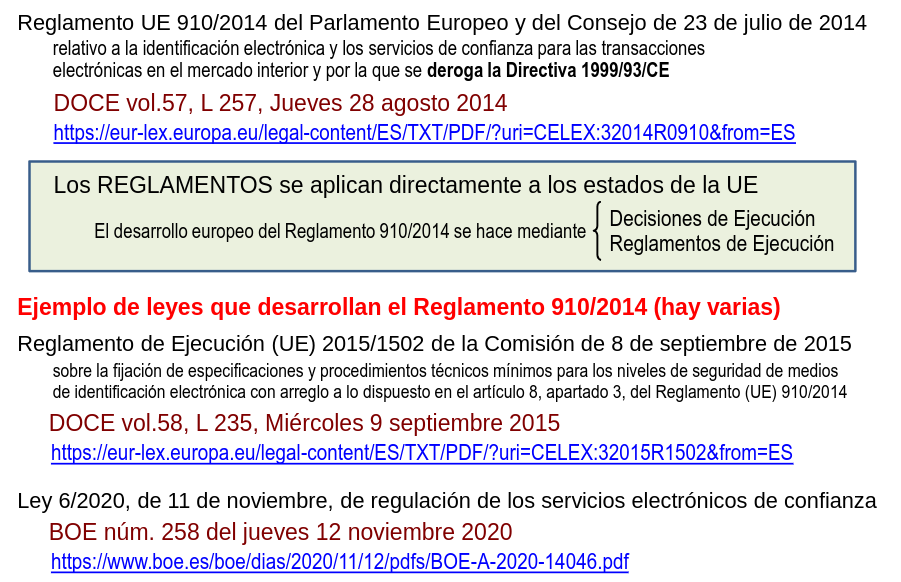 Reglamento UE 910/2014 del Parlamento Europeo y del Consejo de 23 de julio de 2014
relativo a la identificación electrónica y los servicios de confianza para las transacciones
electrónicas en el mercado interior y por la que se deroga la Directiva 1999/93/CE
DOCE vol.57, L 257, Jueves 28 agosto 2014
https://eur-lex.europa.eu/legal-content/ES/TXT/PDF/?uri=CELEX:32014R0910&from=ES
Los REGLAMENTOS se aplican directamente a los estados de la UE
El desarrollo europeo del Reglamento 910/2014 se hace mediante
Decisiones de Ejecución
Reglamentos de Ejecución
Ejemplo de leyes que desarrollan el Reglamento 910/2014 (hay varias)
Reglamento de Ejecución (UE) 2015/1502 de la Comisión de 8 de septiembre de 2015
sobre la fijación de especificaciones y procedimientos técnicos mínimos para los niveles de seguridad de medios
de identificación electrónica con arreglo a lo dispuesto en el artículo 8, apartado 3, del Reglamento (UE) 910/2014
DOCE vol.58, L 235, Miércoles 9 septiembre 2015
https://eur-lex.europa.eu/legal-content/ES/TXT/PDF/?uri=CELEX:32015R1502&from=ES
Ley 6/2020, de 11 de noviembre, de regulación de los servicios electrónicos de confianza
BOE núm. 258 del jueves 12 noviembre 2020
https://www.boe.es/boe/dias/2020/11/12/pdfs/BOE-A-2020-14046.pdf